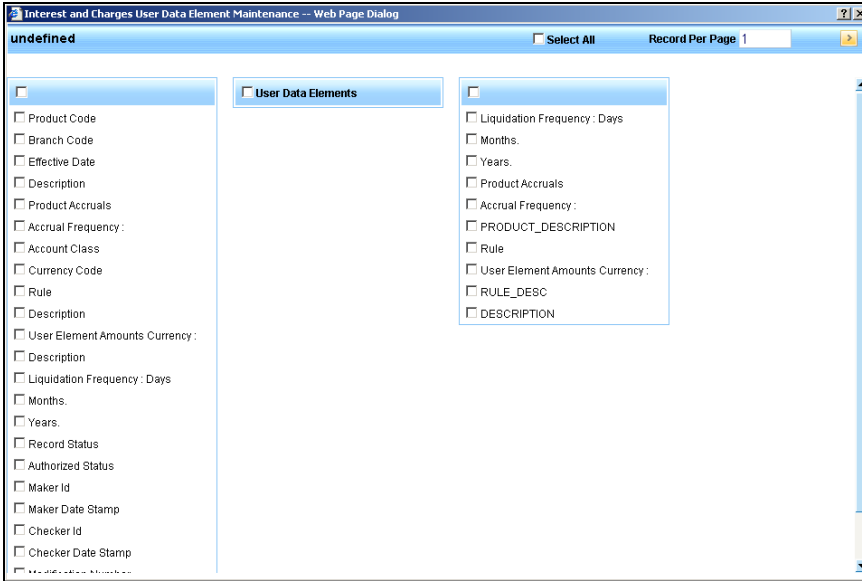 Interest and Charges User Data Element Maintenance -- Web Page Dialog
undefined
Select All
Record Per Page 1
Product Code
Branch Code
Effective Date
Description
Product Accruals
Accrual Frequency :
Account Class
Currency Code
Rule
Description
User Element Amounts Currency :
Description
Liquidation Frequency : Days
Months.
Years.
Record Status
Authorized Status
Maker Id
Maker Date Stamp
Checker Id
Checker Date Stamp
Modification Number
User Data Elements
Liquidation Frequency : Days
Months.
Years.
Product Accruals
Accrual Frequency :
PRODUCT_DESCRIPTION
Rule
User Element Amounts Currency :
RULE_DESC
DESCRIPTION